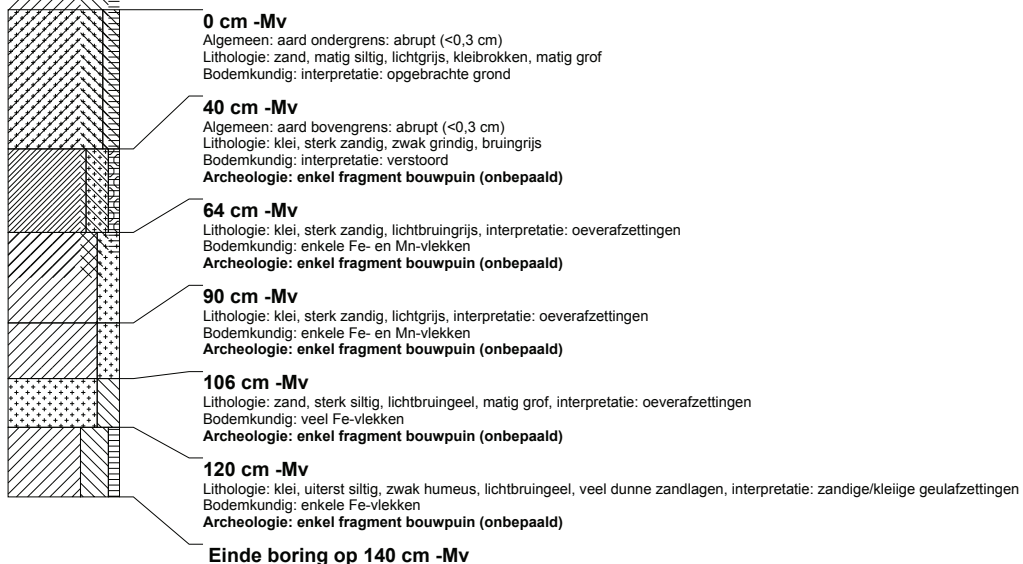 0 cm -Mv
Algemeen: aard ondergrens: abrupt (<0,3 cm)
Lithologie: zand, matig siltig, lichtgrijs, kleibrokken, matig grof
Bodemkundig: interpretatie: opgebrachte grond
40 cm -Mv
Algemeen: aard bovengrens: abrupt (<0,3 cm)
Lithologie: klei, sterk zandig, zwak grindig, bruingrijs
Bodemkundig: interpretatie: verstoord
Archeologie: enkel fragment bouwpuin (onbepaald)
64 cm -Mv
Lithologie: klei, sterk zandig, lichtbruingrijs, interpretatie: oeverafzettingen
Bodemkundig: enkele Fe- en Mn-vlekken
Archeologie: enkel fragment bouwpuin (onbepaald)
90 cm -Mv
Lithologie: klei, sterk zandig, lichtgrijs, interpretatie: oeverafzettingen
Bodemkundig: enkele Fe- en Mn-vlekken
Archeologie: enkel fragment bouwpuin (onbepaald)
106 cm -Mv
Lithologie: zand, sterk siltig, lichtbruingeel, matig grof, interpretatie: oeverafzettingen
Bodemkundig: veel Fe-vlekken
Archeologie: enkel fragment bouwpuin (onbepaald)
120 cm -Mv
Lithologie: klei, uiterst siltig, zwak humeus, lichtbruingeel, veel dunne zandlagen, interpretatie: zandige/kleiige geulafzettingen
Bodemkundig: enkele Fe-vlekken
Archeologie: enkel fragment bouwpuin (onbepaald)
Einde boring op 140 cm -Mv